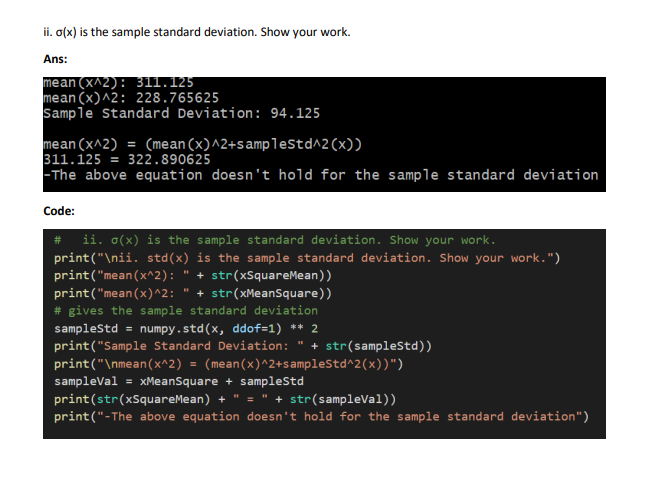 ii. σ(x) is the sample standard deviation. Show your work.
Ans:
mean(x^2): 311.125
mean(x)^2: 228.765625
Sample Standard Deviation: 94.125
mean(x^2) = (mean(x)^2+sampleStd^2(x))
311.125 = 322.890625
-The above equation doesn't hold for the sample standard deviation
Code:
#  ii. σ(x) is the sample standard deviation. Show your work.
print("\nii. std(x) is the sample standard deviation. Show your work.")
print("mean(x^2): " + str(xSquareMean))
print("mean(x)^2: " + str(xMeanSquare))
# gives the sample standard deviation
sampleStd = numpy.std(x, ddof=1) ** 2
print("Sample Standard Deviation: " + str(sampleStd))
print("\nmean(x^2) = (mean(x)^2+sampleStd^2(x))")
sampleVal = xMeanSquare + sampleStd
print(str(xSquareMean) + " = " + str(sampleVal))
print("-The above equation doesn't hold for the sample standard deviation")